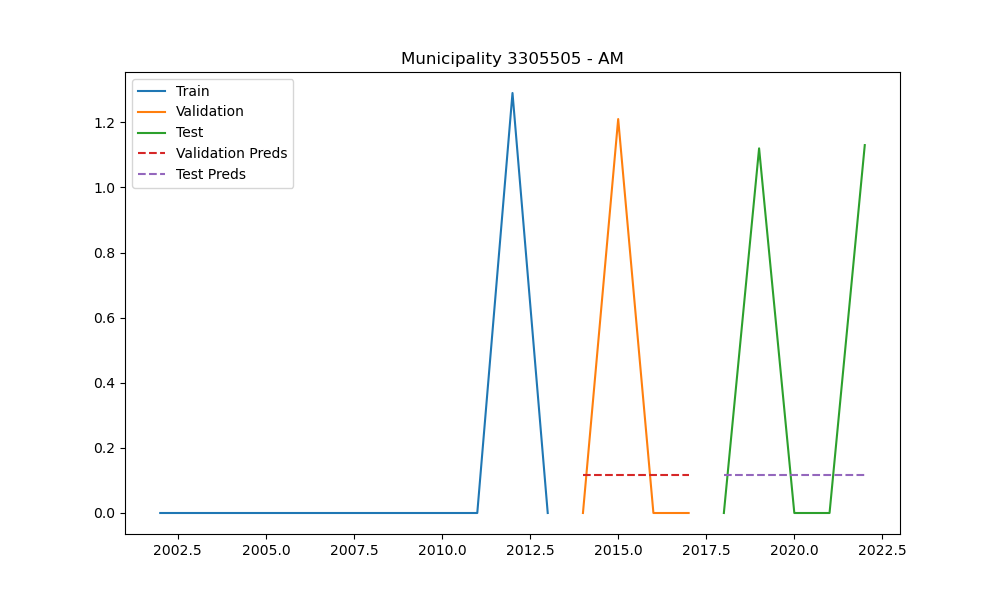 Municipality 3305505 - AM
Train
Validation
Test
Validation Preds
Test Preds
1.2
1.0
0.8
0.6
0.4
0.2
0.0
2002.5 2005.0 2007.5 2010.0 2012.5 2015.0 2017.5 2020.0 2022.5